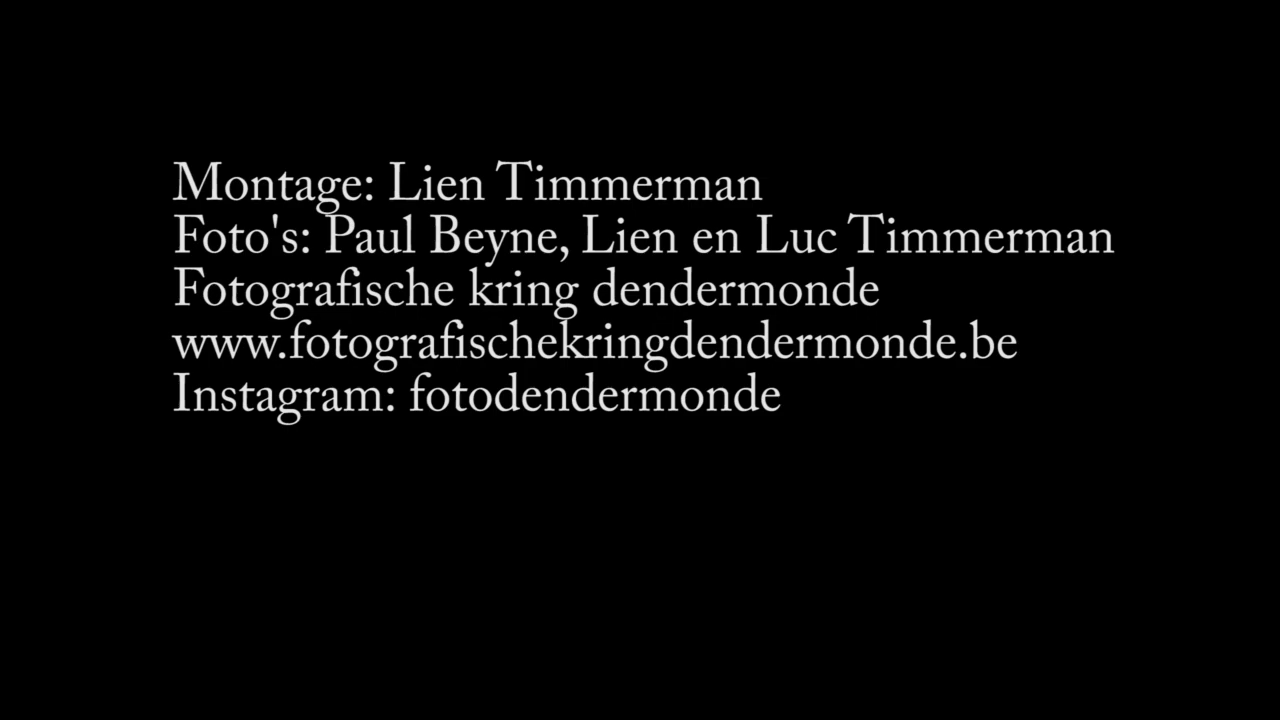 Montage: Lien Timmerman
Foto's: Paul Beyne, Lien en Luc Timmerman
Fotografische kring dendermonde
www.fotografischekringdendermonde.be
Instagram: fotodendermonde